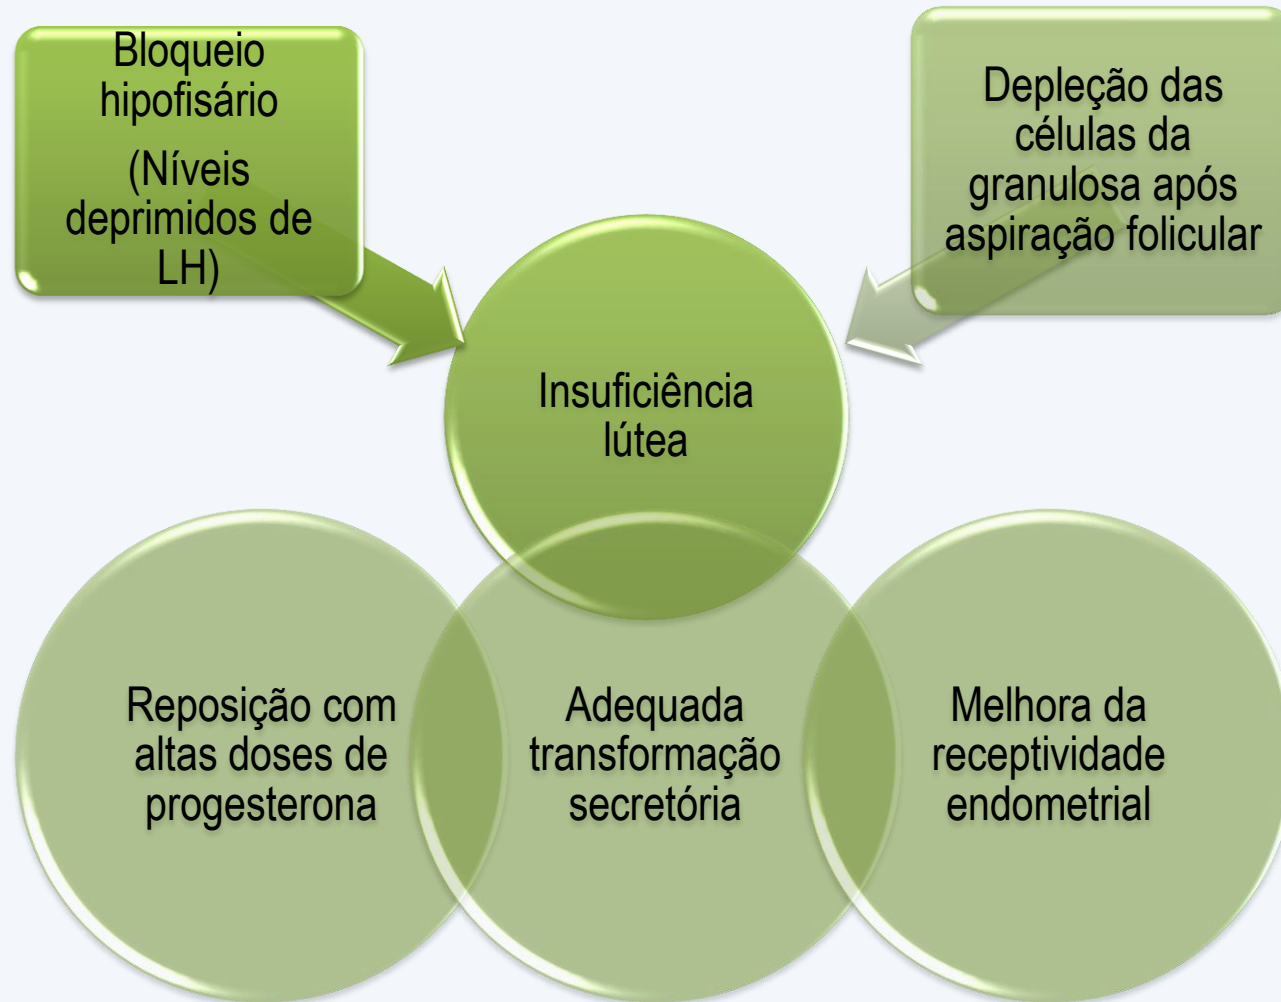 Bloqueio
hipofisário
(Níveis
deprimidos de
LH)
Depleção das
células da
granulosa após
aspiração folicular
Insuficiência
lútea
Reposição com
altas doses de
progesterona
Adequada
transformação
secretória
Melhora da
receptividade
endometrial